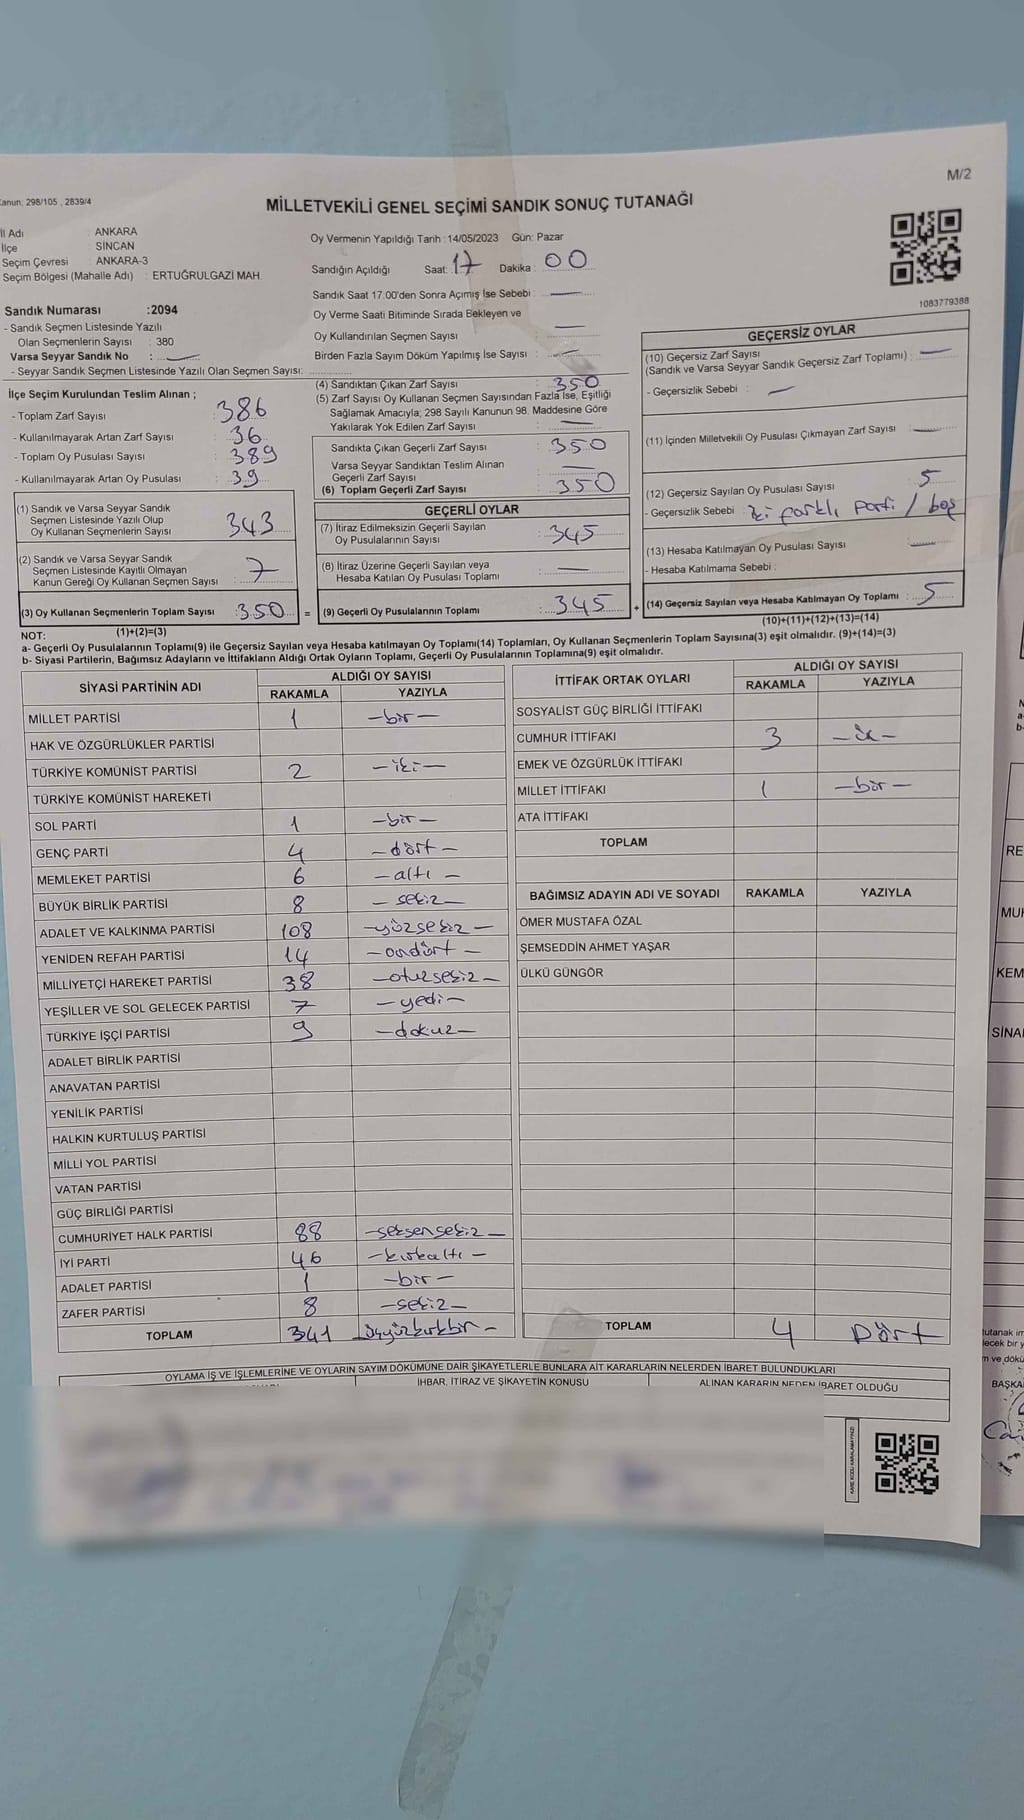 M/2
Kanun: 298/105 , 2839/4
MİLLETVEKİLİ GENEL SEÇİMİ SANDIK SONUÇ TUTANAĞI
İl Adı : ANKARA
İlçe : SİNCAN
Seçim Çevresi : ANKARA-3
Seçim Bölgesi (Mahalle Adı) : ERTUĞRULGAZİ MAH.
Oy Vermenin Yapıldığı Tarih :14/05/2023 Gün: Pazar
Sandığın Açıldığı Saat: 17 Dakika : 00
Sandık Saat 17.00'den Sonra Açımış İse Sebebi : —
Oy Verme Saati Bitiminde Sırada Bekleyen ve
Oy Kullandırılan Seçmen Sayısı : —
Birden Fazla Sayım Döküm Yapılmış İse Sayısı : —
1083779388
Sandık Numarası :2094
- Sandık Seçmen Listesinde Yazılı
Olan Seçmenlerin Sayısı : 380
Varsa Seyyar Sandık No : —
- Seyyar Sandık Seçmen Listesinde Yazılı Olan Seçmen Sayısı:
İlçe Seçim Kurulundan Teslim Alınan ;
- Toplam Zarf Sayısı : 386
- Kullanılmayarak Artan Zarf Sayısı : 36
- Toplam Oy Pusulası Sayısı : 389
- Kullanılmayarak Artan Oy Pusulası : 39
(1) Sandık ve Varsa Seyyar Sandık
Seçmen Listesinde Yazılı Olup
Oy Kullanan Seçmenlerin Sayısı : 343
(2) Sandık ve Varsa Seyyar Sandık
Seçmen Listesinde Kayıtlı Olmayan
Kanun Gereği Oy Kullanan Seçmen Sayısı : 7
(3) Oy Kullanan Seçmenlerin Toplam Sayısı : 350
(1)+(2)=(3)
(4) Sandıktan Çıkan Zarf Sayısı : 350
(5) Zarf Sayısı Oy Kullanan Seçmen Sayısından Fazla İse, Eşitliği
Sağlamak Amacıyla; 298 Sayılı Kanunun 98. Maddesine Göre
Yakılarak Yok Edilen Zarf Sayısı : —
Sandıkta Çıkan Geçerli Zarf Sayısı : 350
Varsa Seyyar Sandıktan Teslim Alınan
Geçerli Zarf Sayısı : —
(6) Toplam Geçerli Zarf Sayısı : 350
GEÇERLİ OYLAR
(7) İtiraz Edilmeksizin Geçerli Sayılan
Oy Pusulalarının Sayısı : 345
(8) İtiraz Üzerine Geçerli Sayılan veya
Hesaba Katılan Oy Pusulası Toplamı : —
= (9) Geçerli Oy Pusulalarının Toplamı : 345
GEÇERSİZ OYLAR
(10) Geçersiz Zarf Sayısı
(Sandık ve Varsa Seyyar Sandık Geçersiz Zarf Toplamı) : —
- Geçersizlik Sebebi : —
(11) İçinden Milletvekili Oy Pusulası Çıkmayan Zarf Sayısı : —
(12) Geçersiz Sayılan Oy Pusulası Sayısı : 5
- Geçersizlik Sebebi : iki farklı parti / boş
(13) Hesaba Katılmayan Oy Pusulası Sayısı : —
- Hesaba Katılmama Sebebi :
+ (14) Geçersiz Sayılan veya Hesaba Katılmayan Oy Toplamı : 5
(10)+(11)+(12)+(13)=(14)
NOT:
a- Geçerli Oy Pusulalarının Toplamı(9) ile Geçersiz Sayılan veya Hesaba katılmayan Oy Toplamı(14) Toplamları, Oy Kullanan Seçmenlerin Toplam Sayısına(3) eşit olmalıdır. (9)+(14)=(3)
b- Siyasi Partilerin, Bağımsız Adayların ve İttifakların Aldığı Ortak Oyların Toplamı, Geçerli Oy Pusulalarının Toplamına(9) eşit olmalıdır.
SİYASİ PARTİNİN ADI ALDIĞI OY SAYISI
RAKAMLA YAZIYLA
MİLLET PARTİSİ 1 –bir–
HAK VE ÖZGÜRLÜKLER PARTİSİ
TÜRKİYE KOMÜNİST PARTİSİ 2 –iki–
TÜRKİYE KOMÜNİST HAREKETİ
SOL PARTİ 1 –bir–
GENÇ PARTİ 4 –dört–
MEMLEKET PARTİSİ 6 –altı–
BÜYÜK BİRLİK PARTİSİ 8 –sekiz–
ADALET VE KALKINMA PARTİSİ 108 –yüzsekiz–
YENİDEN REFAH PARTİSİ 14 –ondört–
MİLLİYETÇİ HAREKET PARTİSİ 38 –otuzsekiz–
YEŞİLLER VE SOL GELECEK PARTİSİ 7 –yedi–
TÜRKİYE İŞÇİ PARTİSİ 9 –dokuz–
ADALET BİRLİK PARTİSİ
ANAVATAN PARTİSİ
YENİLİK PARTİSİ
HALKIN KURTULUŞ PARTİSİ
MİLLİ YOL PARTİSİ
VATAN PARTİSİ
GÜÇ BİRLİĞİ PARTİSİ
CUMHURİYET HALK PARTİSİ 88 –seksensekiz–
İYİ PARTİ 46 –kırkaltı–
ADALET PARTİSİ 1 –bir–
ZAFER PARTİSİ 8 –sekiz–
TOPLAM 341 –üçyüzkırkbir–
İTTİFAK ORTAK OYLARI ALDIĞI OY SAYISI
RAKAMLA YAZIYLA
SOSYALİST GÜÇ BİRLİĞİ İTTİFAKI
CUMHUR İTTİFAKI 3
EMEK VE ÖZGÜRLÜK İTTİFAKI
MİLLET İTTİFAKI 1 –bir–
ATA İTTİFAKI
TOPLAM
BAĞIMSIZ ADAYIN ADI VE SOYADI RAKAMLA YAZIYLA
ÖMER MUSTAFA ÖZAL
ŞEMSEDDİN AHMET YAŞAR
ÜLKÜ GÜNGÖR
TOPLAM 4 Dört
OYLAMA İŞ VE İŞLEMLERİNE VE OYLARIN SAYIM DÖKÜMÜNE DAİR ŞİKAYETLERLE BUNLARA AİT KARARLARIN NELERDEN İBARET BULUNDUKLARI
İHBAR, İTİRAZ VE ŞİKAYETİN KONUSU ALINAN KARARIN NEDEN İBARET OLDUĞU
RE
MUH
KEM
SİNA
tutanak im
lecek bir y
m ve dökü
BAŞKA